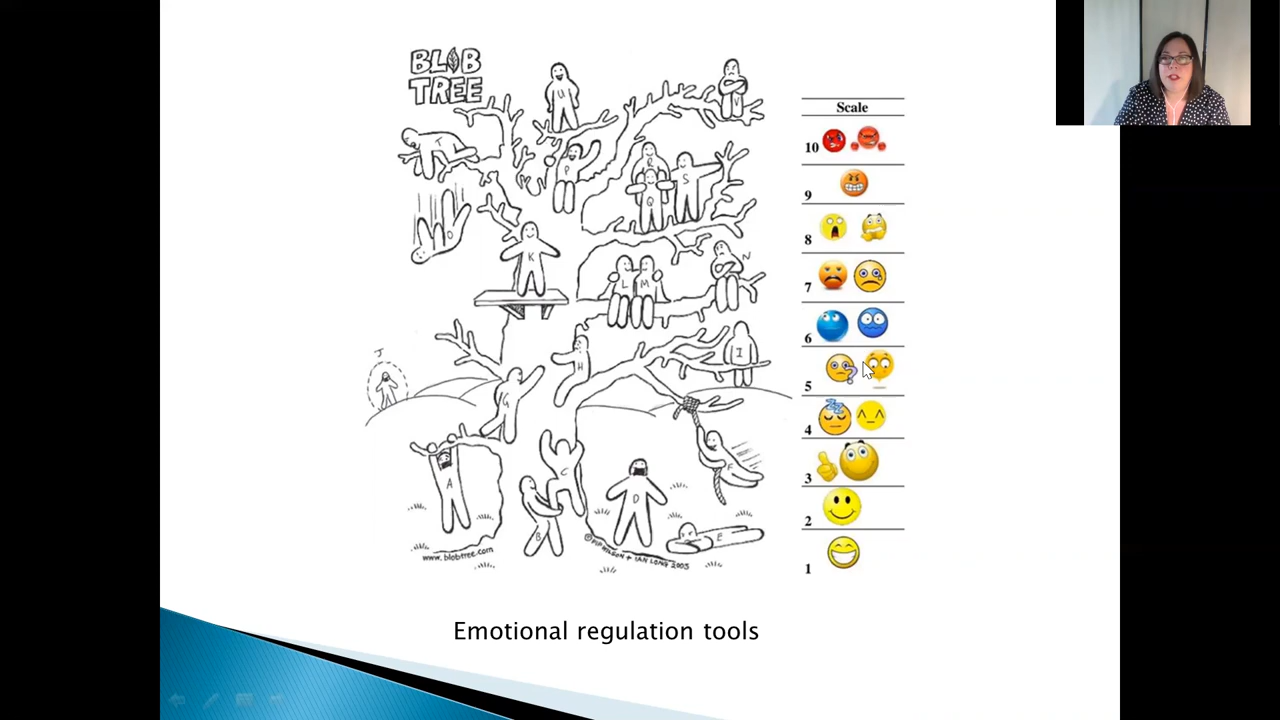 BLOB
TREE
U
V
T
P
R
S
Q
O
K
L
M
N
J
H
I
G
A
C
F
D
B
E
www.blobtree.com
© PIP WILSON + IAN LONG 2005
Scale
10
9
8
7
6
5
4
3
2
1
Emotional regulation tools